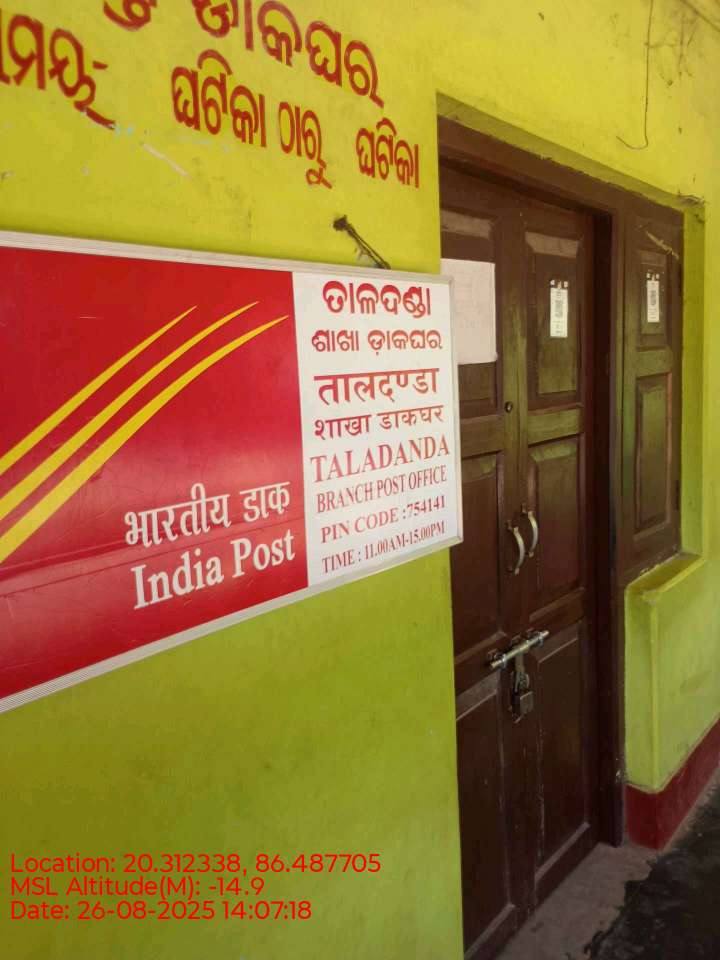 ଡାକଘର
ସମୟ ଘଟିକା ଠାରୁ ଘଟିକା
ତାଳଦଣ୍ଡା
ଶାଖା ଡ଼ାକଘର
तालदण्डा
शाखा डाकघर
TALADANDA
BRANCH POST OFFICE
PIN CODE :754141
TIME : 11.00AM-15.00PM
भारतीय डाक
India Post
Location: 20.312338, 86.487705
MSL Altitude(M): -14.9
Date: 26-08-2025 14:07:18